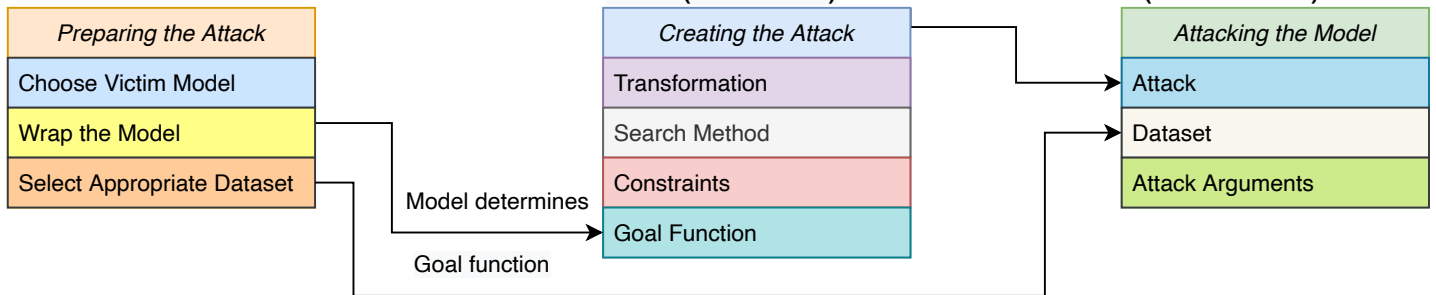 Preparing the Attack
Choose Victim Model
Wrap the Model
Select Appropriate Dataset
Model determines
Goal function
Creating the Attack
Transformation
Search Method
Constraints
Goal Function
Attacking the Model
Attack
Dataset
Attack Arguments